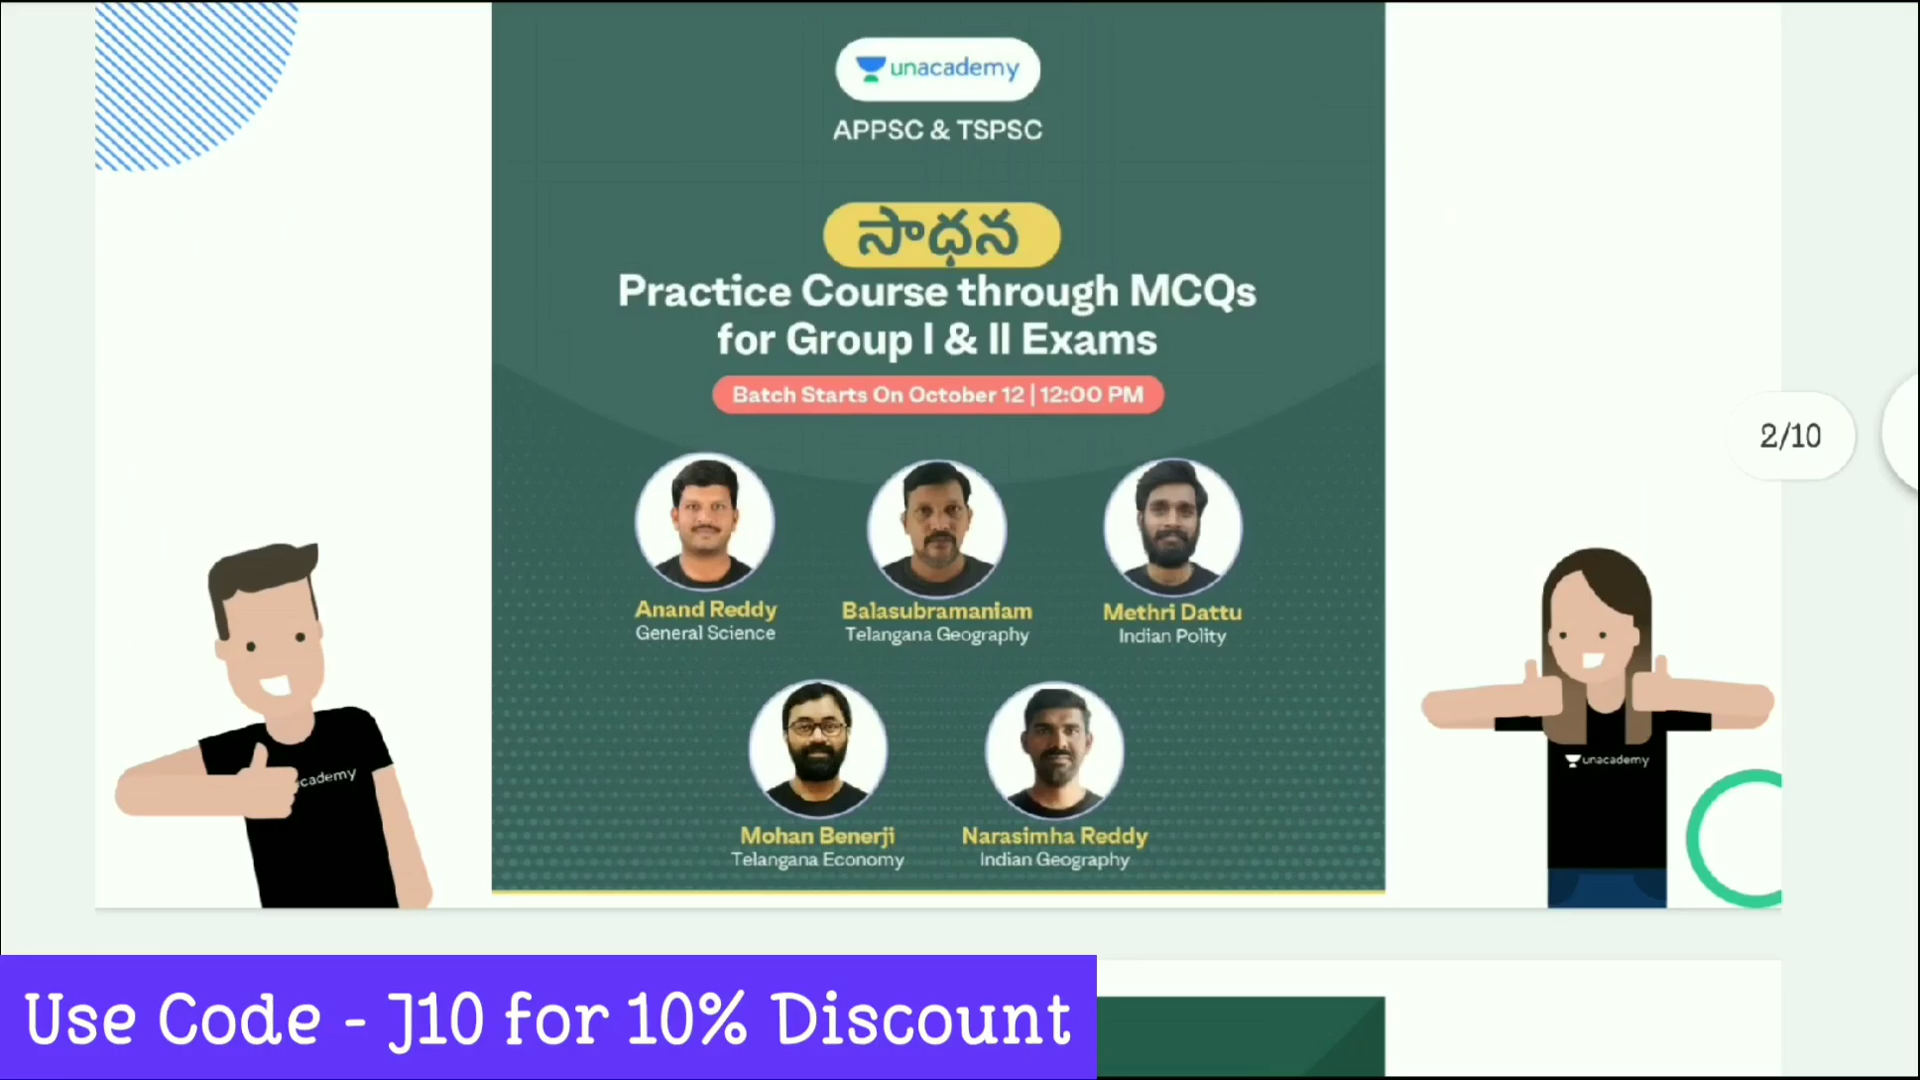 unacademy
APPSC & TSPSC
సాధన
Practice Course through MCQs
for Group I & II Exams
Batch Starts On October 12 | 12:00 PM
2/10
Anand Reddy
General Science
Balasubramaniam
Telangana Geography
Methri Dattu
Indian Polity
Mohan Benerji
Telangana Economy
Narasimha Reddy
Indian Geography
cademy
unacademy
Use Code - J10 for 10% Discount